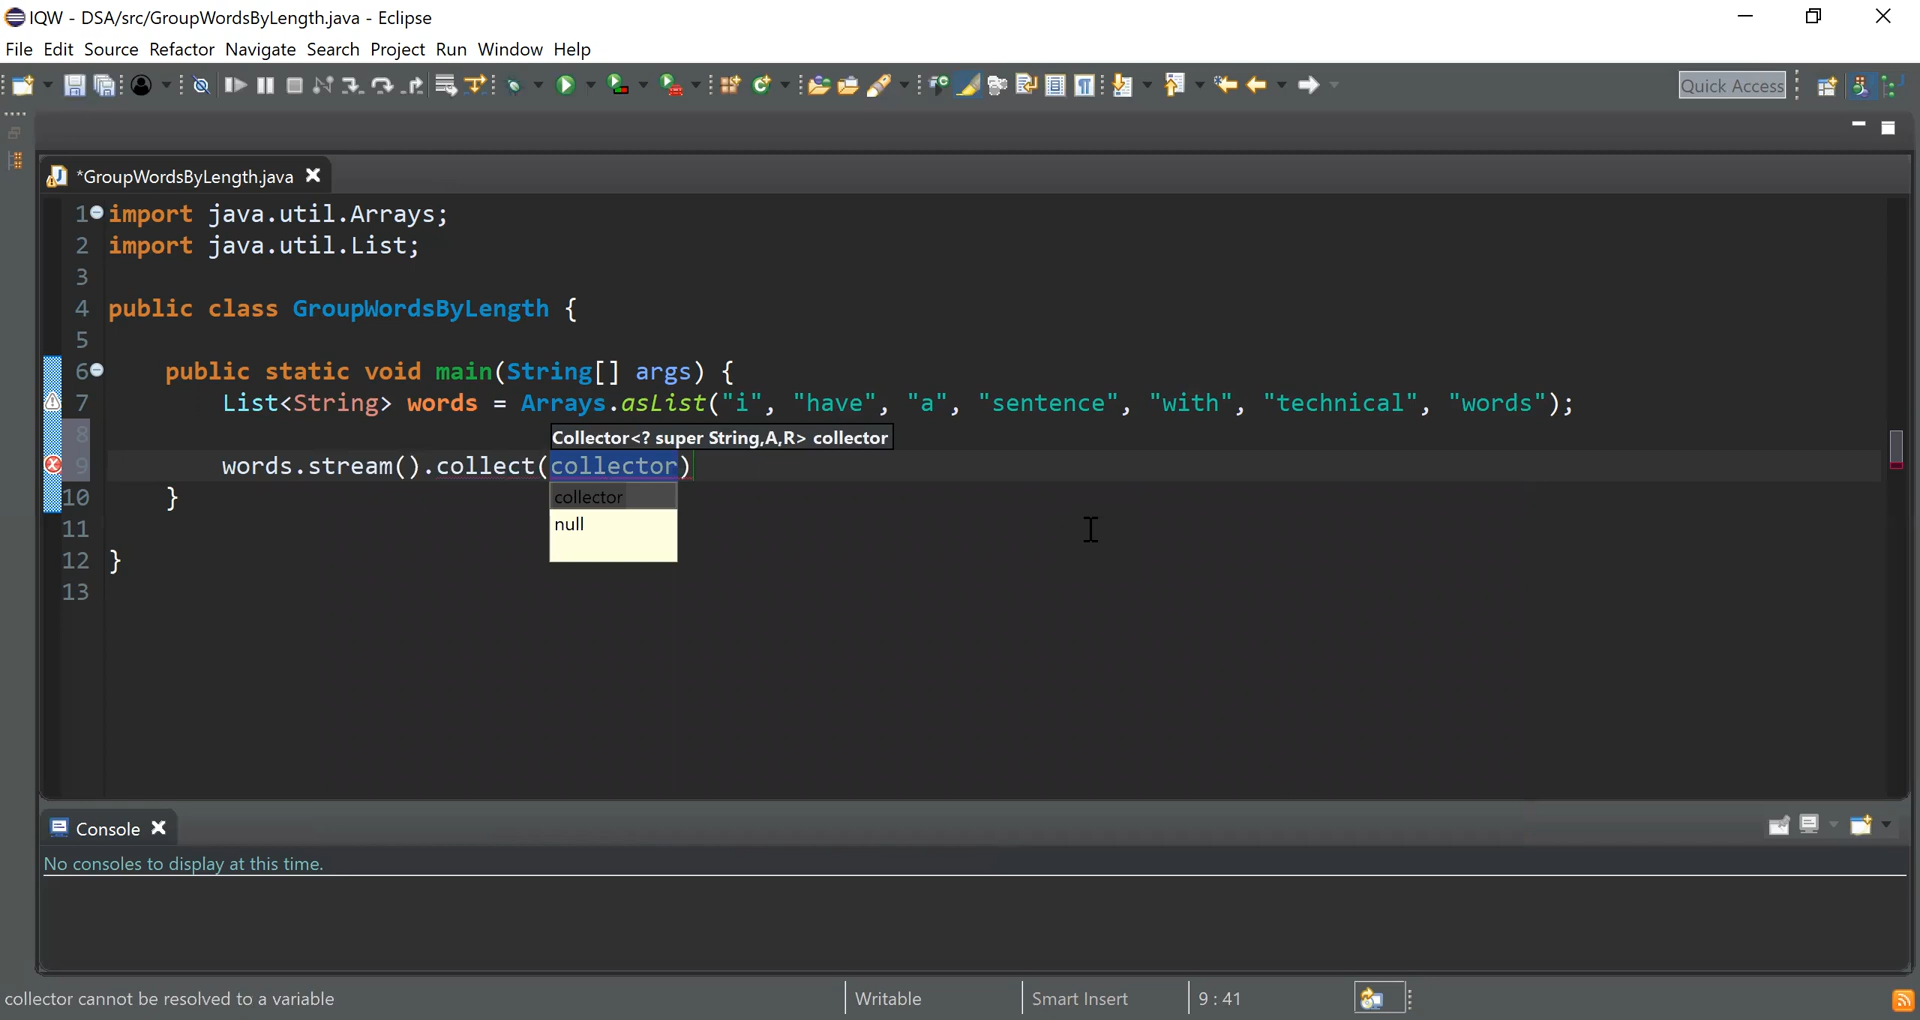 IQW - DSA/src/GroupWordsByLength.java - Eclipse
File Edit Source Refactor Navigate Search Project Run Window Help
Quick Access
*GroupWordsByLength.java
1 import java.util.Arrays;
2 import java.util.List;
3
4 public class GroupWordsByLength {
5
6 public static void main(String[] args) {
7 List<String> words = Arrays.asList("i", "have", "a", "sentence", "with", "technical", "words");
8 Collector<? super String,A,R> collector
9 words.stream().collect(collector)
10 }
collector
null
11
12 }
13
Console
No consoles to display at this time.
collector cannot be resolved to a variable Writable Smart Insert 9 : 41